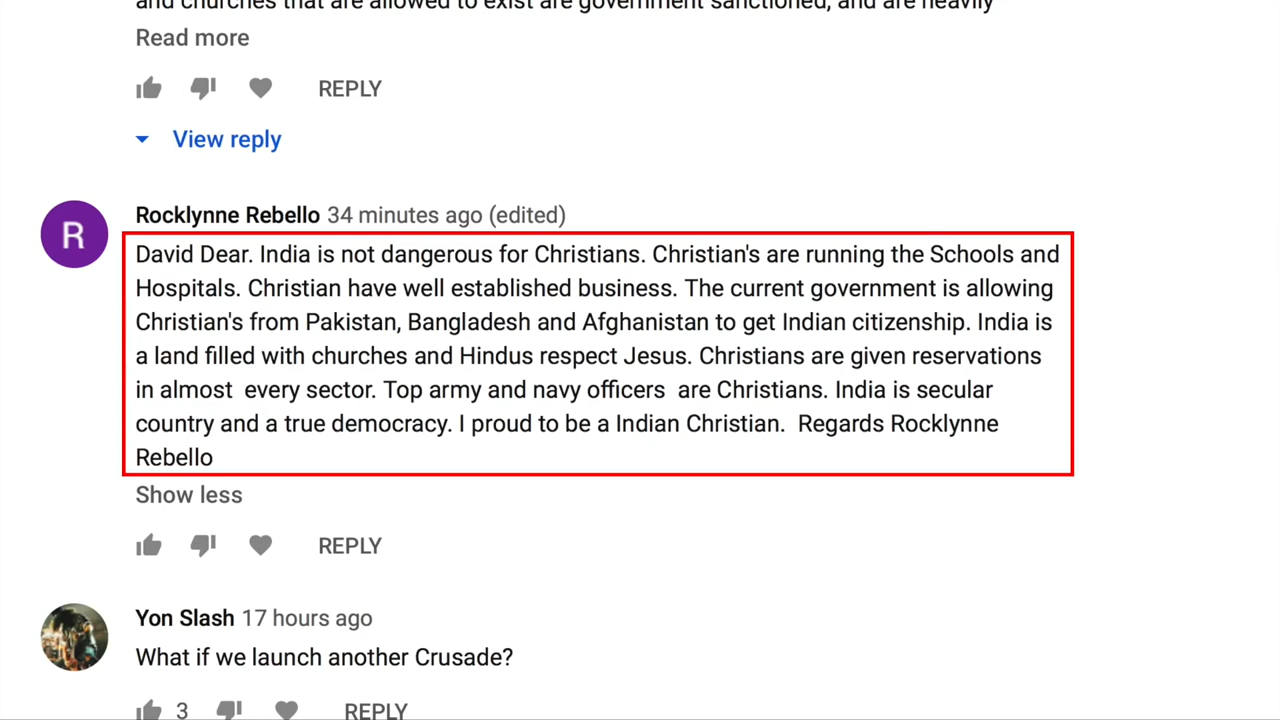 and churches that are allowed to exist are government sanctioned, and are heavily
Read more
REPLY
View reply
R
Rocklynne Rebello 34 minutes ago (edited)
David Dear. India is not dangerous for Christians. Christian's are running the Schools and
Hospitals. Christian have well established business. The current government is allowing
Christian's from Pakistan, Bangladesh and Afghanistan to get Indian citizenship. India is
a land filled with churches and Hindus respect Jesus. Christians are given reservations
in almost  every sector. Top army and navy officers  are Christians. India is secular
country and a true democracy. I proud to be a Indian Christian.  Regards Rocklynne
Rebello
Show less
REPLY
Yon Slash 17 hours ago
What if we launch another Crusade?
3 REPLY